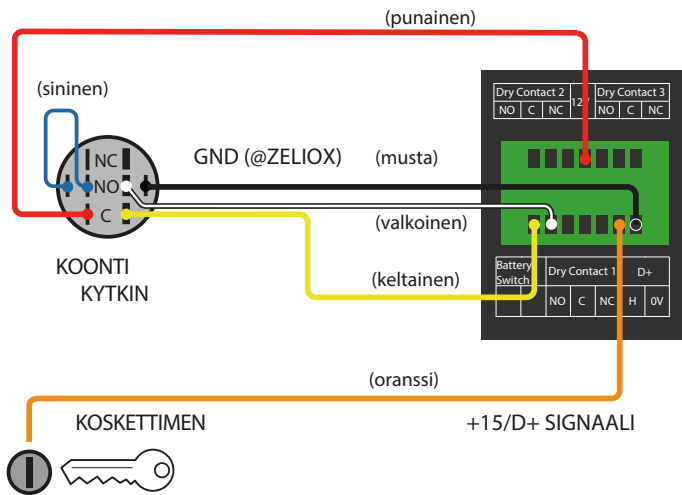 (punainen)
Dry Contact 2 Dry Contact 3
12V
NO C NC NO C NC
(sininen)
NC
NO
C
GND (@ZELIOX) (musta)
(valkoinen)
(keltainen)
KOONTI
KYTKIN
Battery
Switch
Dry Contact 1 D+
NO C NC H 0V
(oranssi)
KOSKETTIMEN +15/D+ SIGNAALI